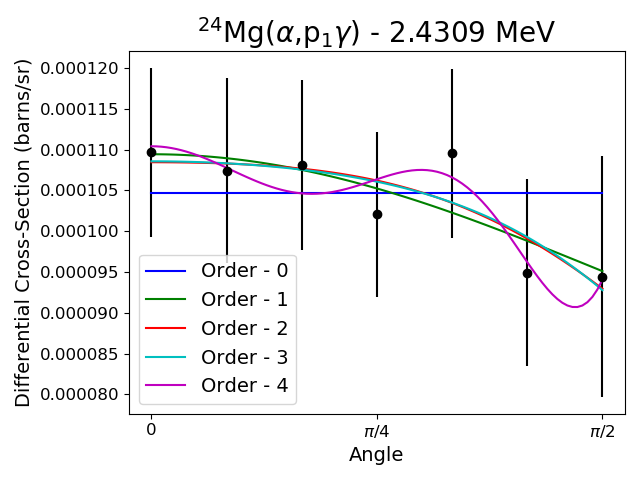 ²⁴Mg(α,p₁γ) - 2.4309 MeV
Differential Cross-Section (barns/sr)
0.000120
0.000115
0.000110
0.000105
0.000100
0.000095
0.000090
0.000085
0.000080
Order - 0
Order - 1
Order - 2
Order - 3
Order - 4
0 π/4 π/2
Angle